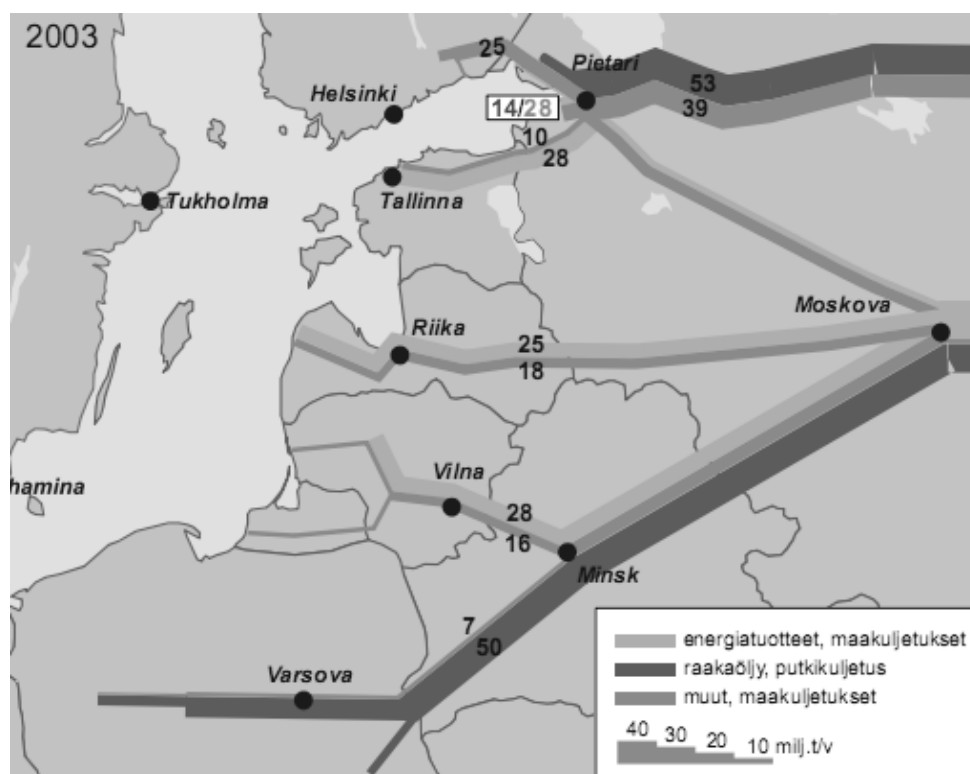 2003
25
Pietari
53
Helsinki
14/28
39
10
28
Tallinna
Tukholma
Moskova
Riika
25
18
hamina
Vilna
28
16
Minsk
7
50
Varsova
energiatuotteet, maakuljetukset
raakaöljy, putkikuljetus
muut, maakuljetukset
40 30 20 10 milj.t/v